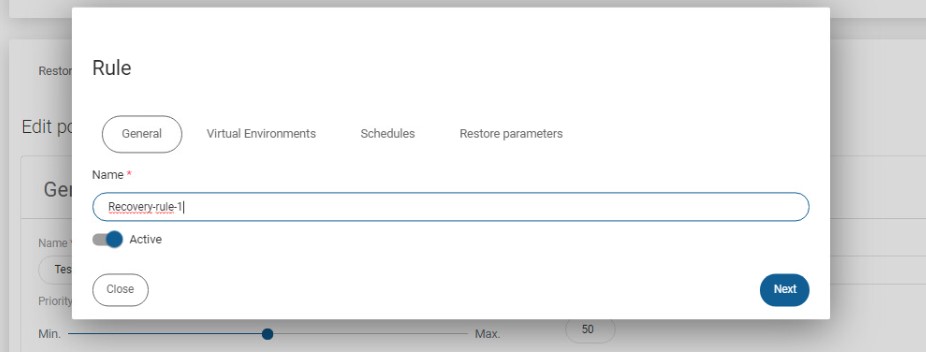 Rule
Restor
General Virtual Environments Schedules Restore parameters
Edit po
Name *
Ger
Recovery-rule-1
Active
Name
Tes
Close Next
Priority
Min. Max. 50